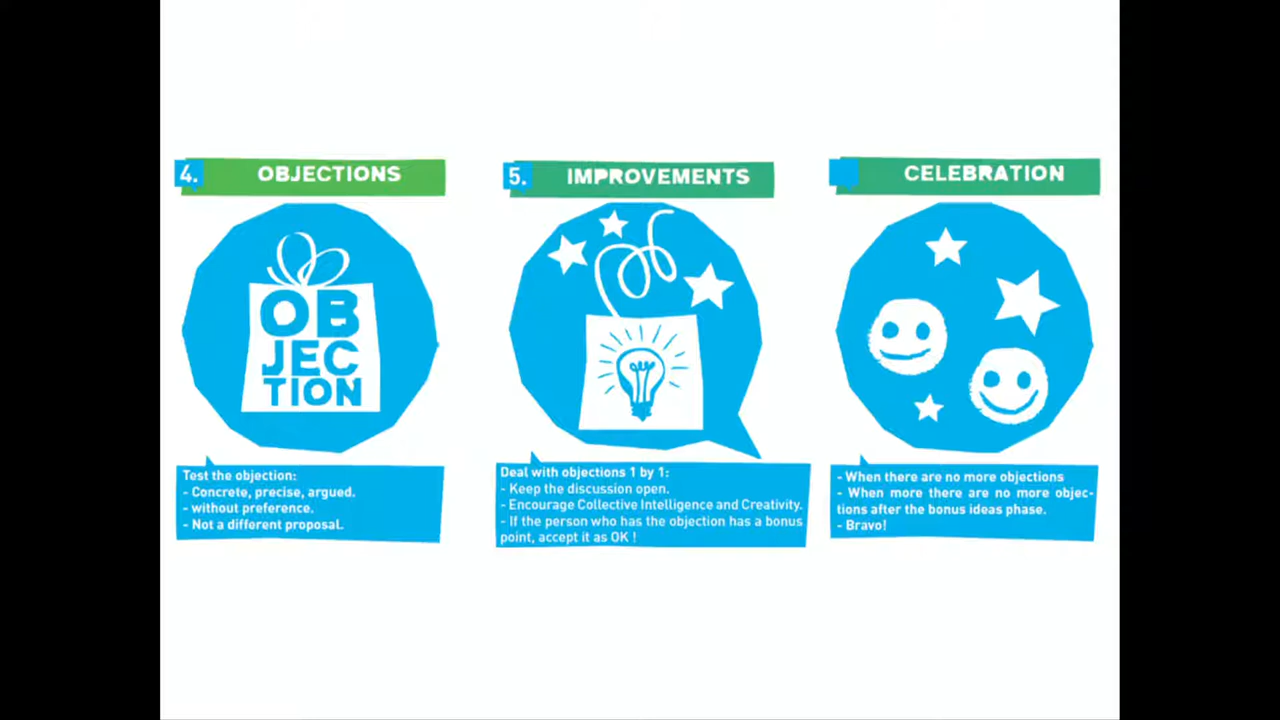 4. OBJECTIONS
OB
JEC
TION
Test the objection:
- Concrete, precise, argued.
- without preference.
- Not a different proposal.
5. IMPROVEMENTS
Deal with objections 1 by 1:
- Keep the discussion open.
- Encourage Collective Intelligence and Creativity.
- If the person who has the objection has a bonus
point, accept it as OK !
CELEBRATION
- When there are no more objections
- When more there are no more objec-
tions after the bonus ideas phase.
- Bravo!